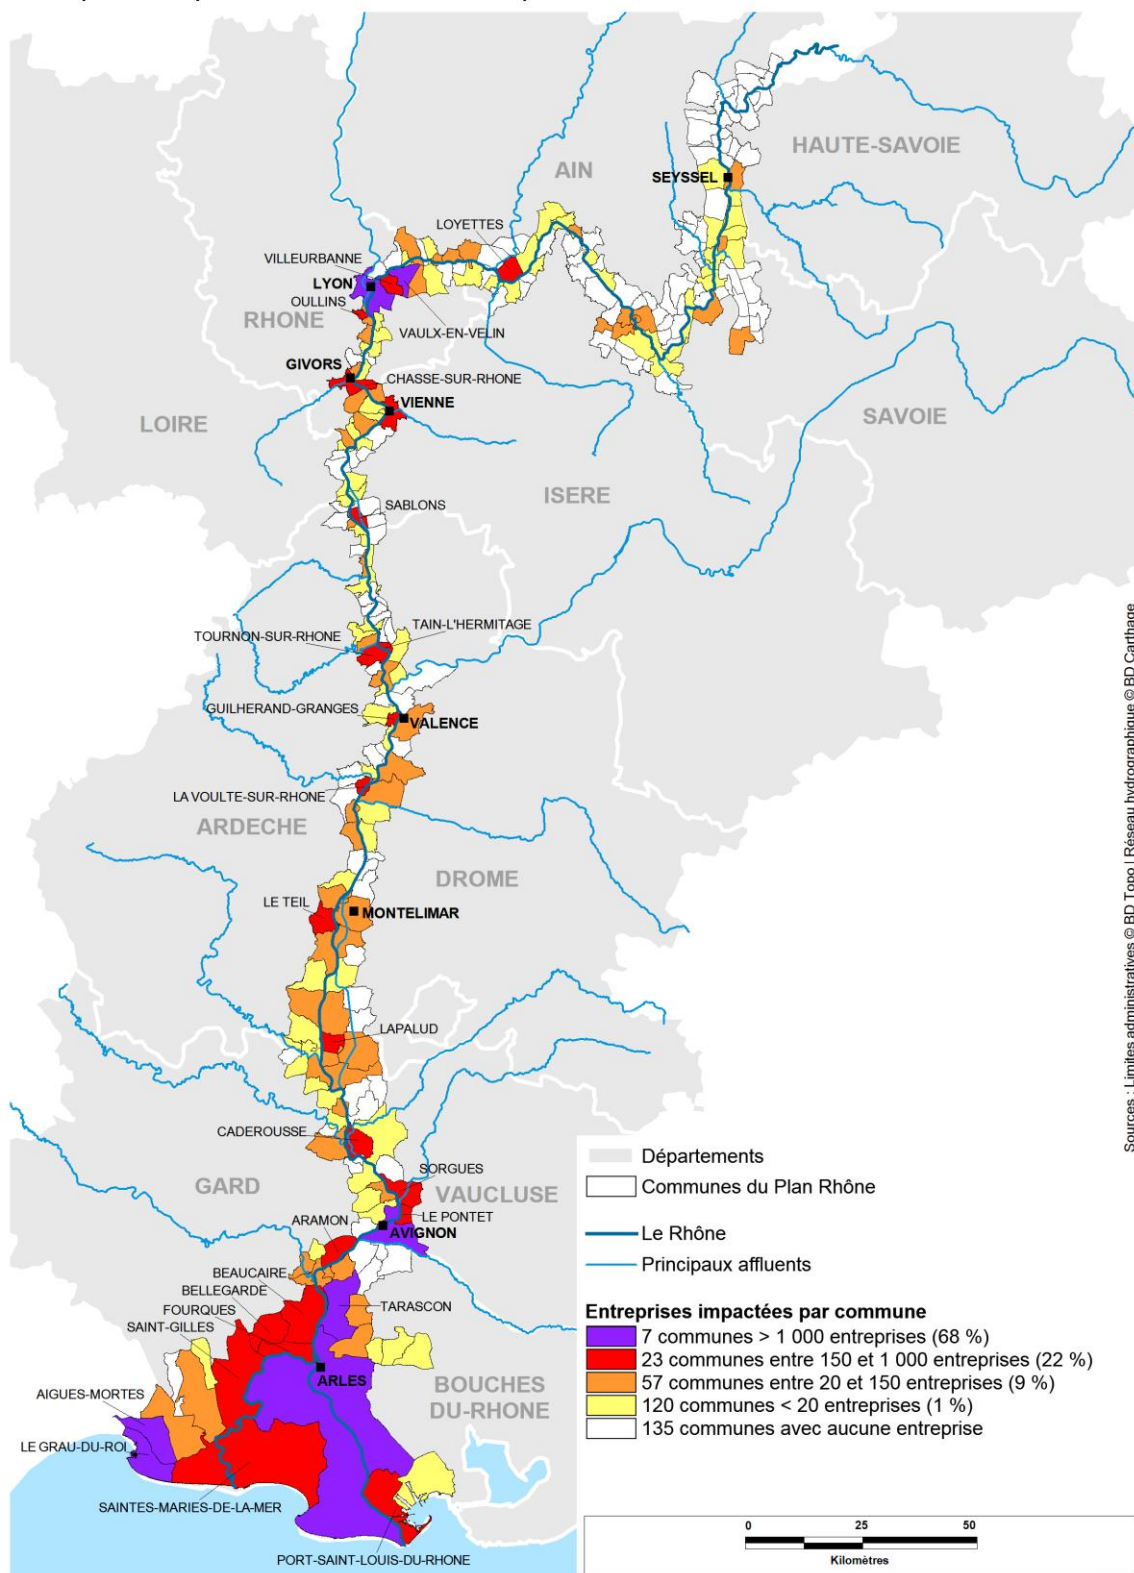 HAUTE-SAVOIE
AIN
SEYSSEL
LOYETTES
VILLEURBANNE
LYON
OULLINS
RHONE
VAULX-EN-VELIN
GIVORS
CHASSE-SUR-RHONE
VIENNE
LOIRE
SAVOIE
ISERE
SABLONS
TAIN-L'HERMITAGE
TOURNON-SUR-RHONE
GUILHERAND-GRANGES
VALENCE
LA VOULTE-SUR-RHONE
ARDECHE
DROME
LE TEIL
MONTELIMAR
LAPALUD
CADEROUSSE
SORGUES
GARD
VAUCLUSE
LE PONTET
ARAMON
AVIGNON
BEAUCAIRE
BELLEGARDE
TARASCON
FOURQUES
SAINT-GILLES
ARLES
AIGUES-MORTES
BOUCHES
DU-RHONE
LE GRAU-DU-ROI
SAINTES-MARIES-DE-LA-MER
PORT-SAINT-LOUIS-DU-RHONE
Sources : Limites administratives © BD Topo | Réseau hydrographique © BD Carthage
Départements
Communes du Plan Rhône
Le Rhône
Principaux affluents
Entreprises impactées par commune
7 communes > 1 000 entreprises (68 %)
23 communes entre 150 et 1 000 entreprises (22 %)
57 communes entre 20 et 150 entreprises (9 %)
120 communes < 20 entreprises (1 %)
135 communes avec aucune entreprise
0 25 50
Kilomètres